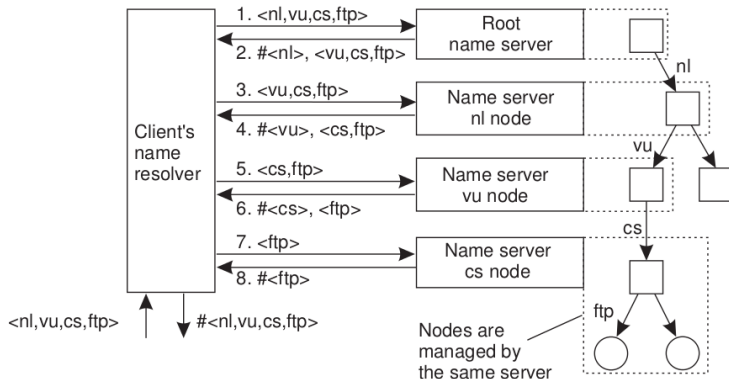 1. <nl,vu,cs,ftp>
2. #<nl>, <vu,cs,ftp>
Root
name server
nl
3. <vu,cs,ftp>
4. #<vu>, <cs,ftp>
Name server
nl node
Client's
name
resolver
vu
5. <cs,ftp>
6. #<cs>, <ftp>
Name server
vu node
cs
7. <ftp>
8. #<ftp>
Name server
cs node
ftp
<nl,vu,cs,ftp>
#<nl,vu,cs,ftp>
Nodes are
managed by
the same server